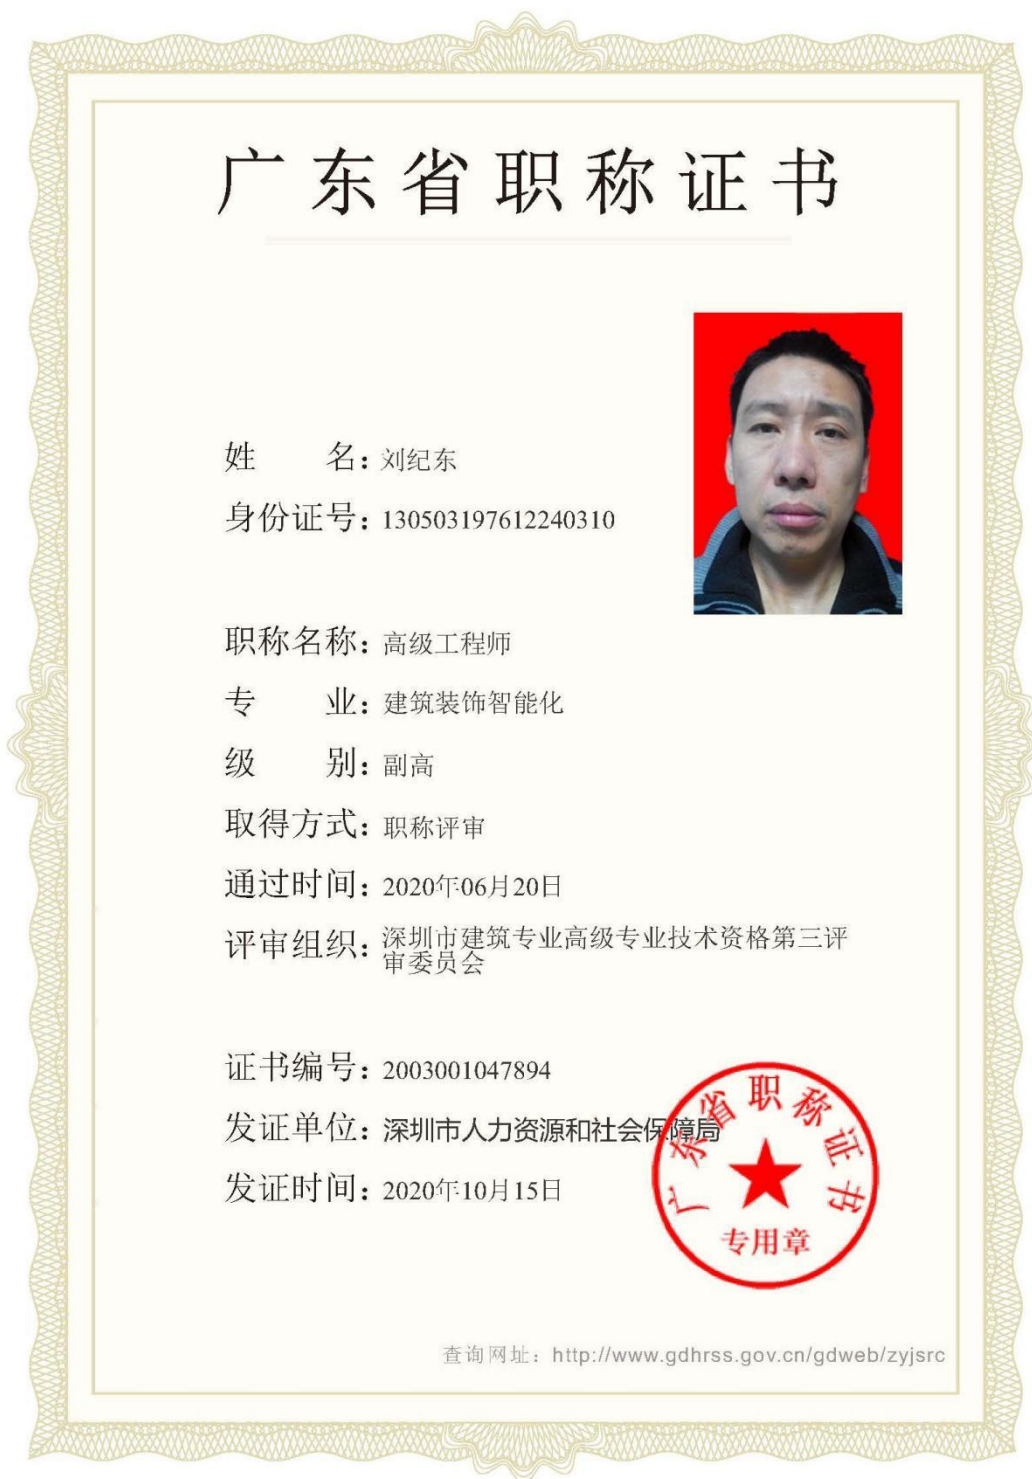 广东省职称证书
姓 名：刘纪东
身份证号：130503197612240310
职称名称：高级工程师
专 业：建筑装饰智能化
级 别：副高
取得方式：职称评审
通过时间：2020年06月20日
评审组织：深圳市建筑专业高级专业技术资格第三评
审委员会
证书编号：2003001047894
发证单位：深圳市人力资源和社会保障局
发证时间：2020年10月15日
广东省职称证书
专用章
查询网址：http://www.gdhrss.gov.cn/gdweb/zyjsrc